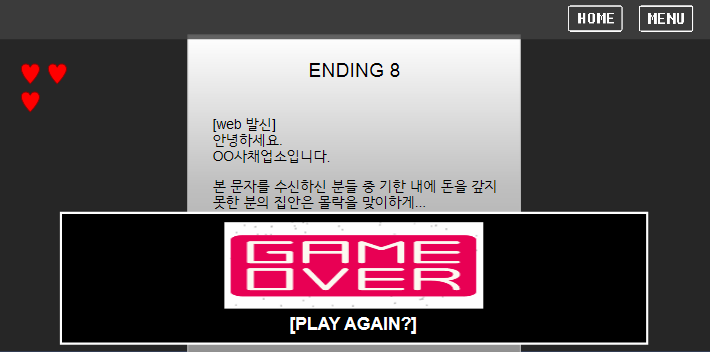 HOME MENU
ENDING 8
[web 발신]
안녕하세요.
OO사채업소입니다.
본 문자를 수신하신 분들 중 기한 내에 돈을 갚지
못한 분의 집안은 몰락을 맞이하게...
GAME
OVER
[PLAY AGAIN?]